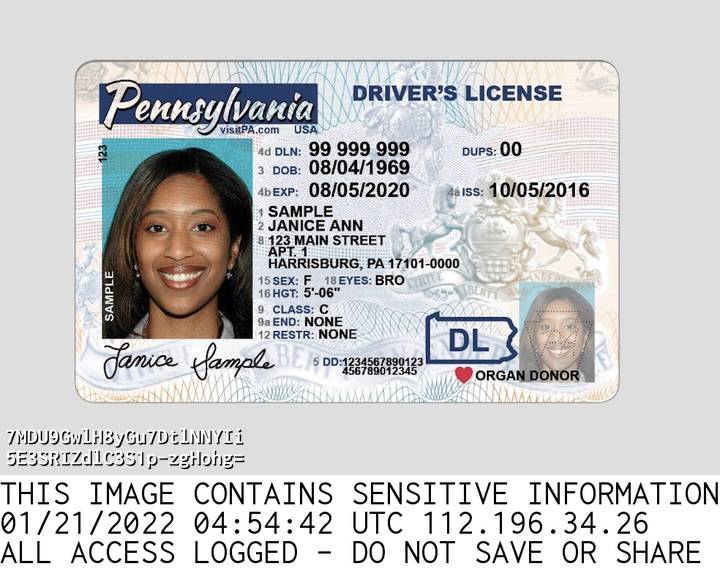 Pennsylvania
visitPA.com USA
DRIVER'S LICENSE
123
4d DLN: 99 999 999
DUPS: 00
3 DOB: 08/04/1969
4b EXP: 08/05/2020
4a ISS: 10/05/2016
1 SAMPLE
2 JANICE ANN
8 123 MAIN STREET
APT. 1
HARRISBURG, PA 17101-0000
15 SEX: F 18 EYES: BRO
16 HGT: 5'-06"
9 CLASS: C
9a END: NONE
12 RESTR: NONE
SAMPLE
Janice Sample
5 DD: 1234567890123
456789012345
DL
ORGAN DONOR
7MDU9GwlH8yGu7DtlNNYIi
5E3SRIZdlC3S1p-zgHohg=
THIS IMAGE CONTAINS SENSITIVE INFORMATION
01/21/2022 04:54:42 UTC 112.196.34.26
ALL ACCESS LOGGED – DO NOT SAVE OR SHARE